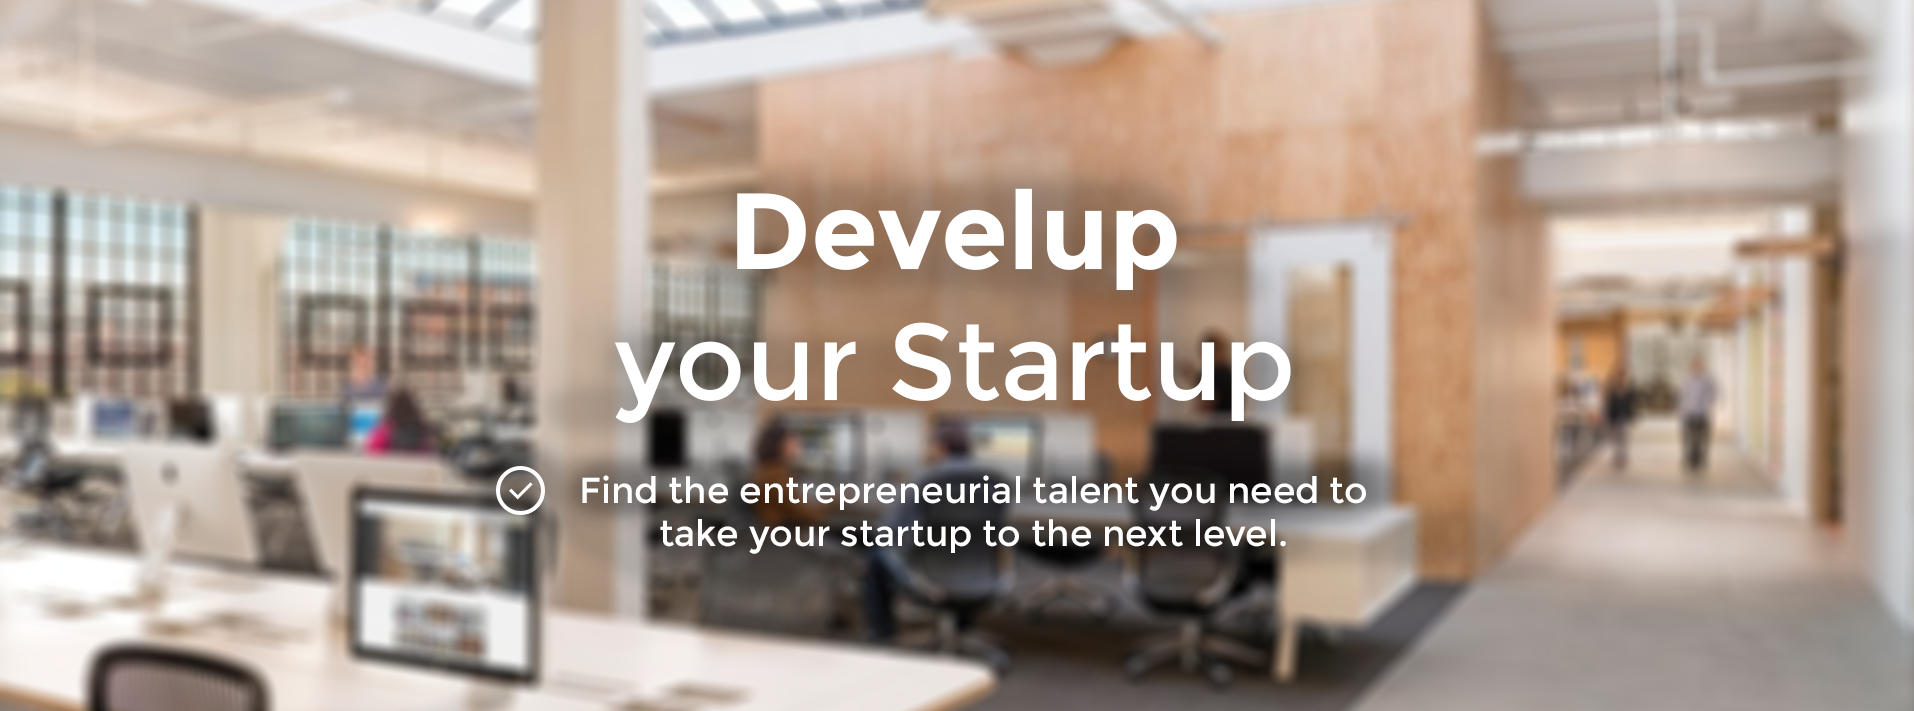 Develup
your Startup
Find the entrepreneurial talent you need to
take your startup to the next level.